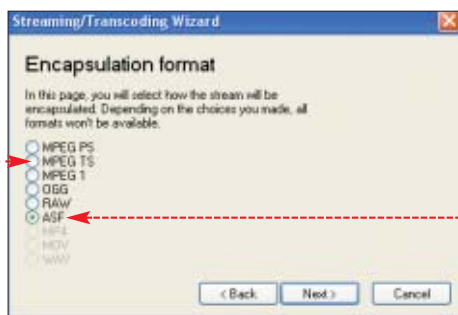 Streaming/Transcoding Wizard
Encapsulation format
In this page, you will select how the stream will be
encapsulated. Depending on the choices you made, all
formats won't be available.
MPEG PS
MPEG TS
MPEG 1
OGG
RAW
ASF
MP4
MOV
WAV
< Back
Next >
Cancel